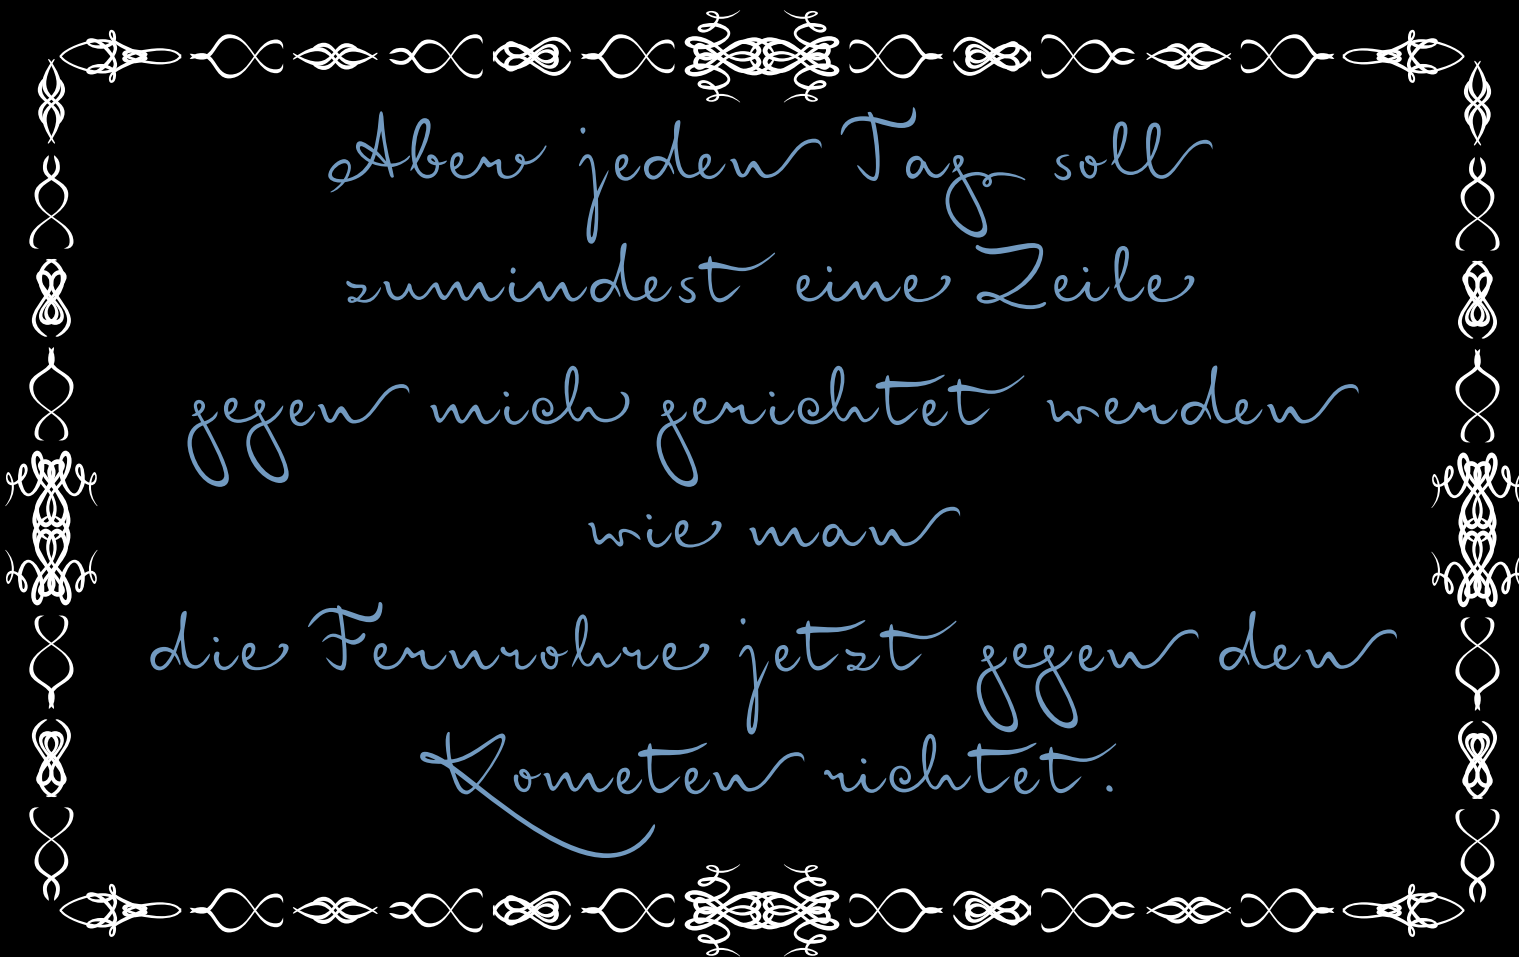 Aber jeden Tag soll
zumindest eine Zeile
gegen mich gerichtet werden
wie man
die Fernrohre jetzt gegen den
Kometen richtet.